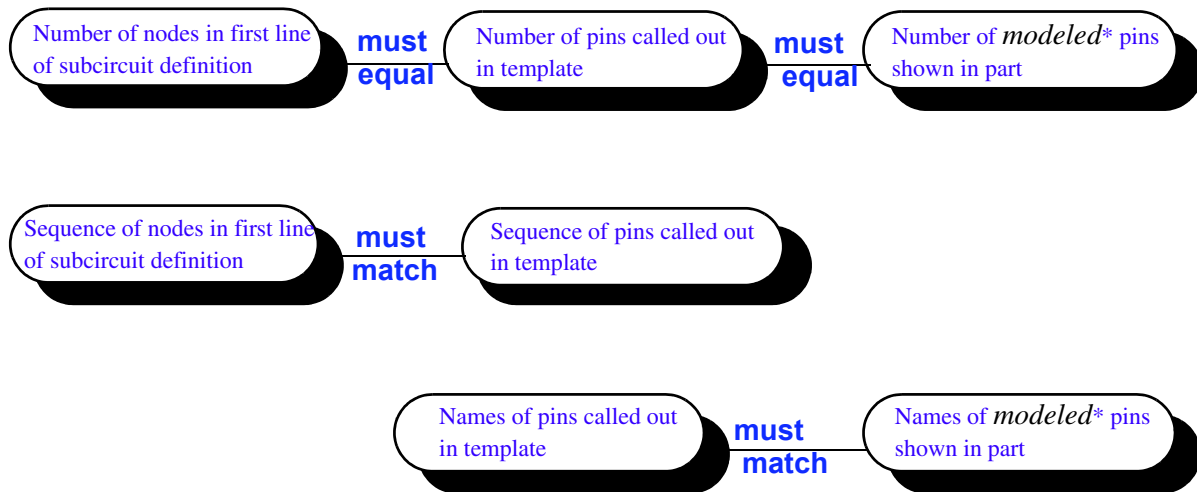 Number of nodes in first line
of subcircuit definition
must
equal
Number of pins called out
in template
must
equal
Number of modeled* pins
shown in part
Sequence of nodes in first line
of subcircuit definition
must
match
Sequence of pins called out
in template
Names of pins called out
in template
must
match
Names of modeled* pins
shown in part